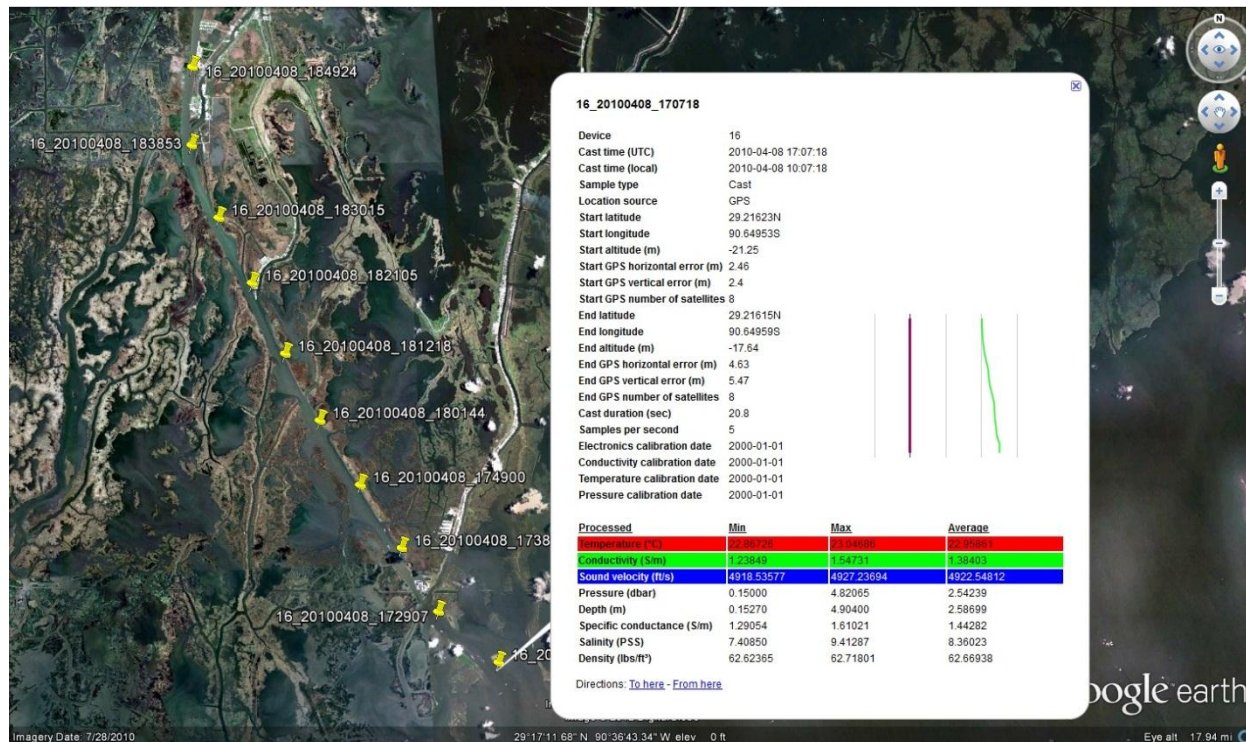 N
16_20100408_184924
16_20100408_183853
16_20100408_183015
16_20100408_182105
16_20100408_181218
16_20100408_180144
16_20100408_174900
16_20100408_1738
16_20100408_172907
16_20
16_20100408_170718
Device 16
Cast time (UTC) 2010-04-08 17:07:18
Cast time (local) 2010-04-08 10:07:18
Sample type Cast
Location source GPS
Start latitude 29.21623N
Start longitude 90.64953S
Start altitude (m) -21.25
Start GPS horizontal error (m) 2.46
Start GPS vertical error (m) 2.4
Start GPS number of satellites 8
End latitude 29.21615N
End longitude 90.64959S
End altitude (m) -17.64
End GPS horizontal error (m) 4.63
End GPS vertical error (m) 5.47
End GPS number of satellites 8
Cast duration (sec) 20.8
Samples per second 5
Electronics calibration date 2000-01-01
Conductivity calibration date 2000-01-01
Temperature calibration date 2000-01-01
Pressure calibration date 2000-01-01
Processed Min Max Average
Temperature (°C) 22.86728 23.04686 22.95661
Conductivity (S/m) 1.23849 1.54731 1.38403
Sound velocity (ft/s) 4918.53577 4927.23694 4922.54812
Pressure (dbar) 0.15000 4.82065 2.54239
Depth (m) 0.15270 4.90400 2.58699
Specific conductance (S/m) 1.29054 1.61021 1.44282
Salinity (PSS) 7.40850 9.41287 8.36023
Density (lbs/ft³) 62.62365 62.71801 62.66938
Directions: To here - From here
oogle earth
Imagery Date: 7/28/2010 29°17'11.68" N 90°36'43.34" W elev 0 ft Eye alt 17.94 mi